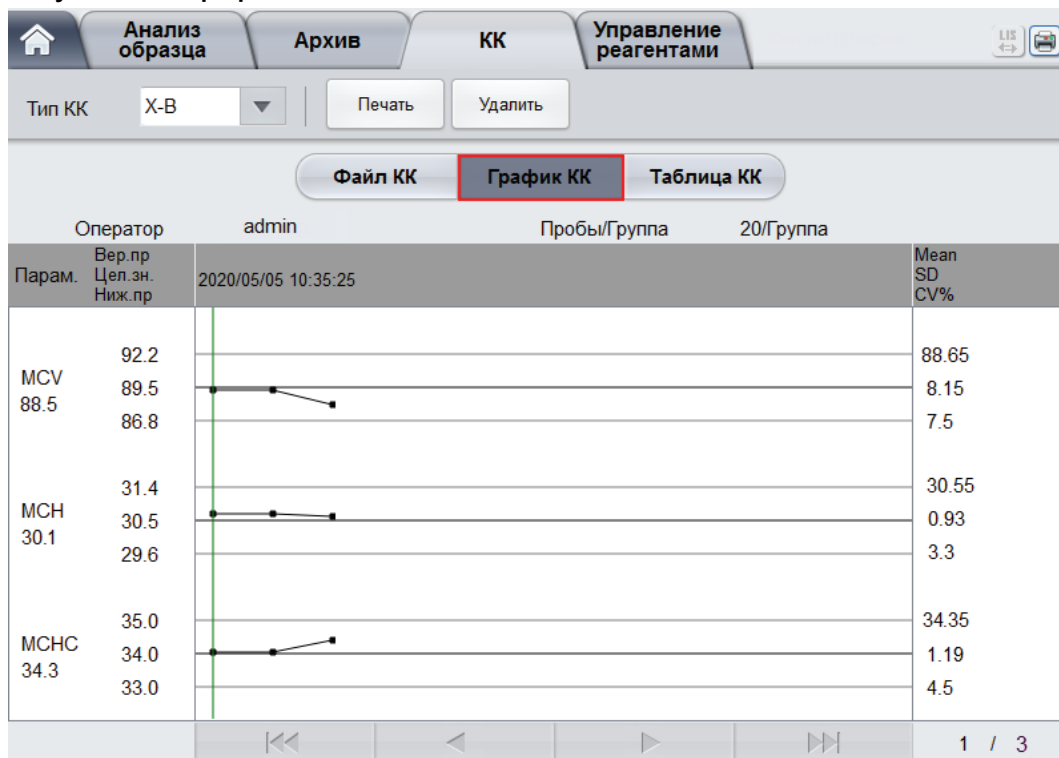 Анализ образца
Архив
КК
Управление реагентами
LIS
Тип КК X-B Печать Удалить
Файл КК График КК Таблица КК
Оператор admin Пробы/Группа 20/Группа
Парам.
Вер.пр
Цел.зн.
Ниж.пр
2020/05/05 10:35:25
Mean
SD
CV%
MCV
88.5
92.2
89.5
86.8
88.65
8.15
7.5
MCH
30.1
31.4
30.5
29.6
30.55
0.93
3.3
MCHC
34.3
35.0
34.0
33.0
34.35
1.19
4.5
1 / 3